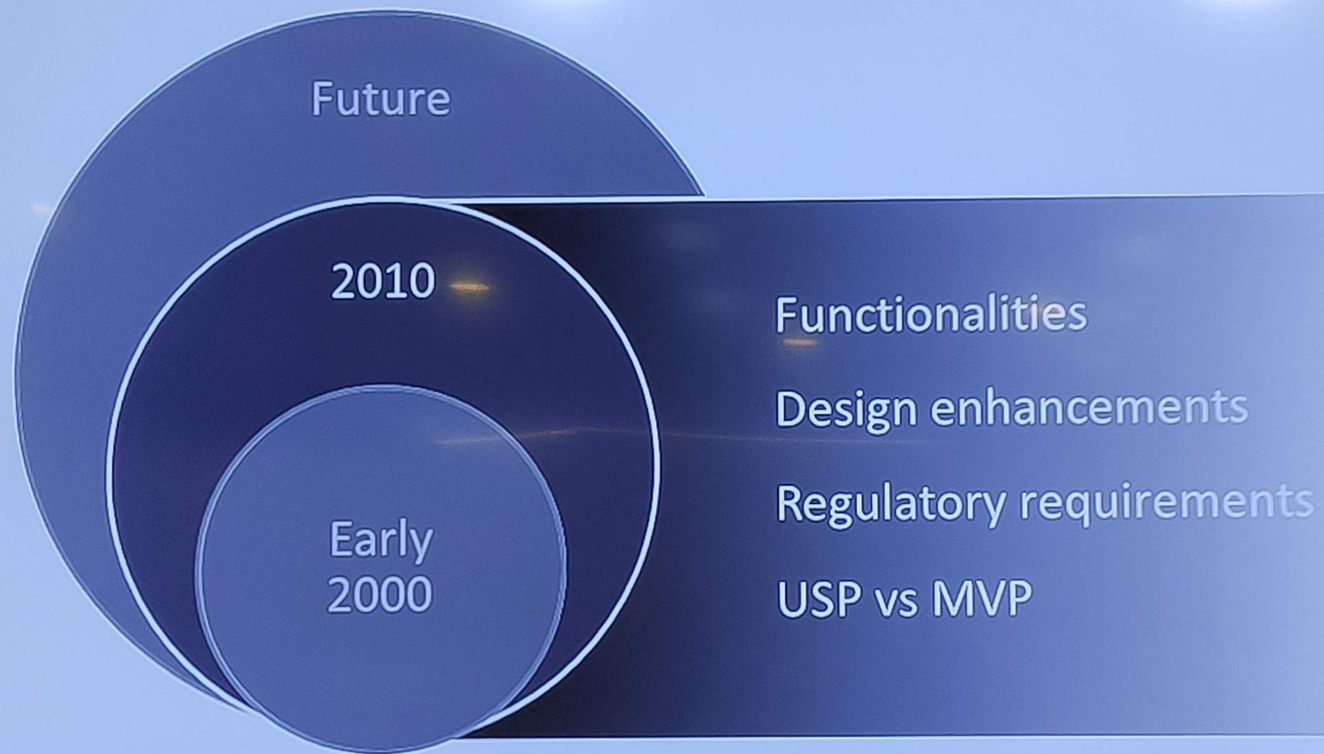 Future
2010
Early
2000
Functionalities
Design enhancements
Regulatory requirements
USP vs MVP